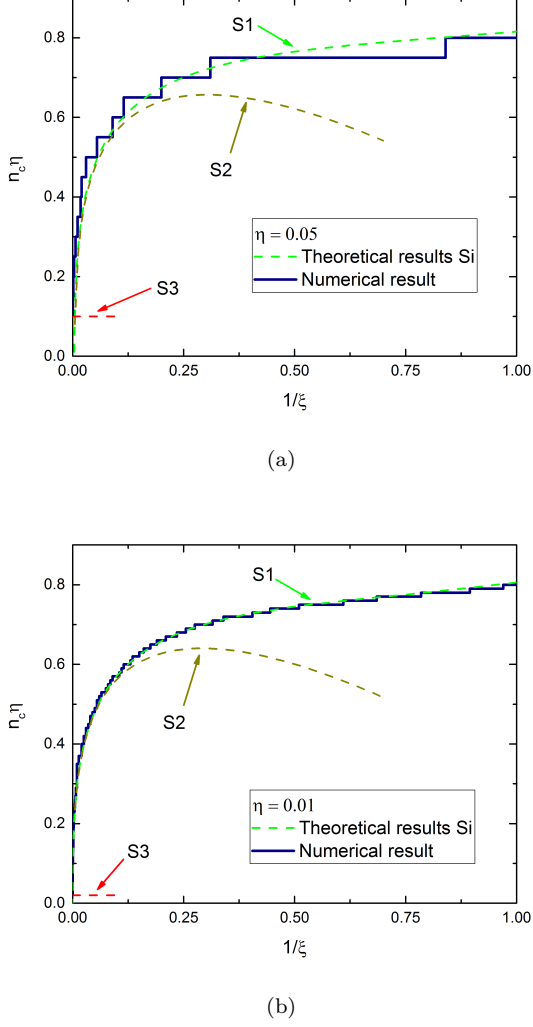 0.8
0.6
0.4
0.2
0.0
n_cη
S1
S2
S3
η = 0.05
Theoretical results Si
Numerical result
0.00 0.25 0.50 0.75 1.00
1/ξ
(a)
0.8
0.6
0.4
0.2
0.0
n_cη
S1
S2
S3
η = 0.01
Theoretical results Si
Numerical result
0.00 0.25 0.50 0.75 1.00
1/ξ
(b)